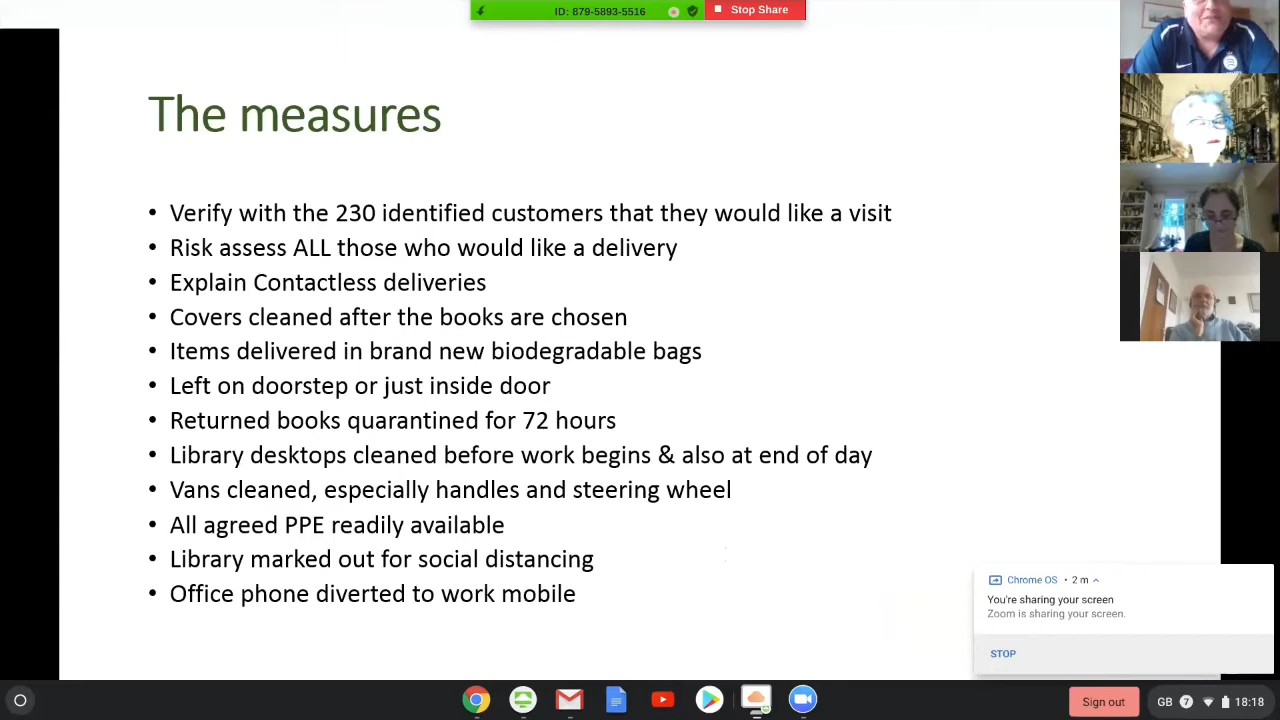 ID: 879-5893-5516
Stop Share
The measures
• Verify with the 230 identified customers that they would like a visit
• Risk assess ALL those who would like a delivery
• Explain Contactless deliveries
• Covers cleaned after the books are chosen
• Items delivered in brand new biodegradable bags
• Left on doorstep or just inside door
• Returned books quarantined for 72 hours
• Library desktops cleaned before work begins & also at end of day
• Vans cleaned, especially handles and steering wheel
• All agreed PPE readily available
• Library marked out for social distancing
• Office phone diverted to work mobile
Chrome OS • 2 m
You're sharing your screen
Zoom is sharing your screen.
STOP
Sign out
GB 7 18:18